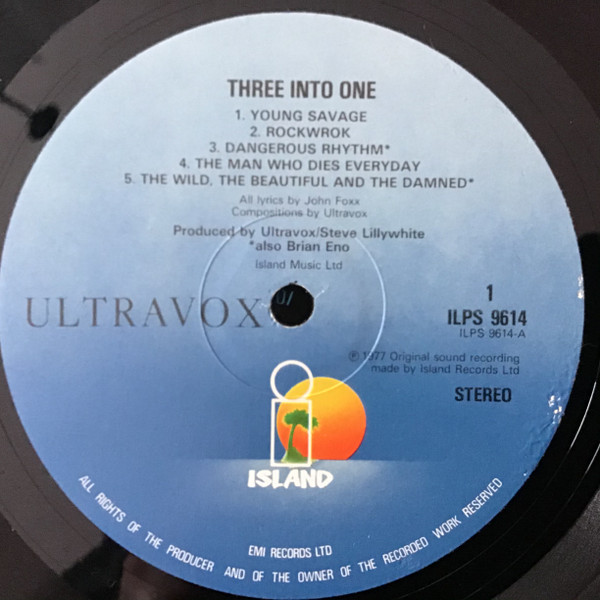 THREE INTO ONE
1. YOUNG SAVAGE
2. ROCKWROK
3. DANGEROUS RHYTHM*
4. THE MAN WHO DIES EVERYDAY
5. THE WILD, THE BEAUTIFUL AND THE DAMNED*
All lyrics by John Foxx
Compositions by Ultravox
Produced by Ultravox/Steve Lillywhite
*also Brian Eno
Island Music Ltd
ULTRAVOX
1
ILPS 9614
ILPS 9614-A
℗ 1977 Original sound recording
made by Island Records Ltd
STEREO
ISLAND
EMI RECORDS LTD
ALL RIGHTS OF THE PRODUCER AND OF THE OWNER OF THE RECORDED WORK RESERVED